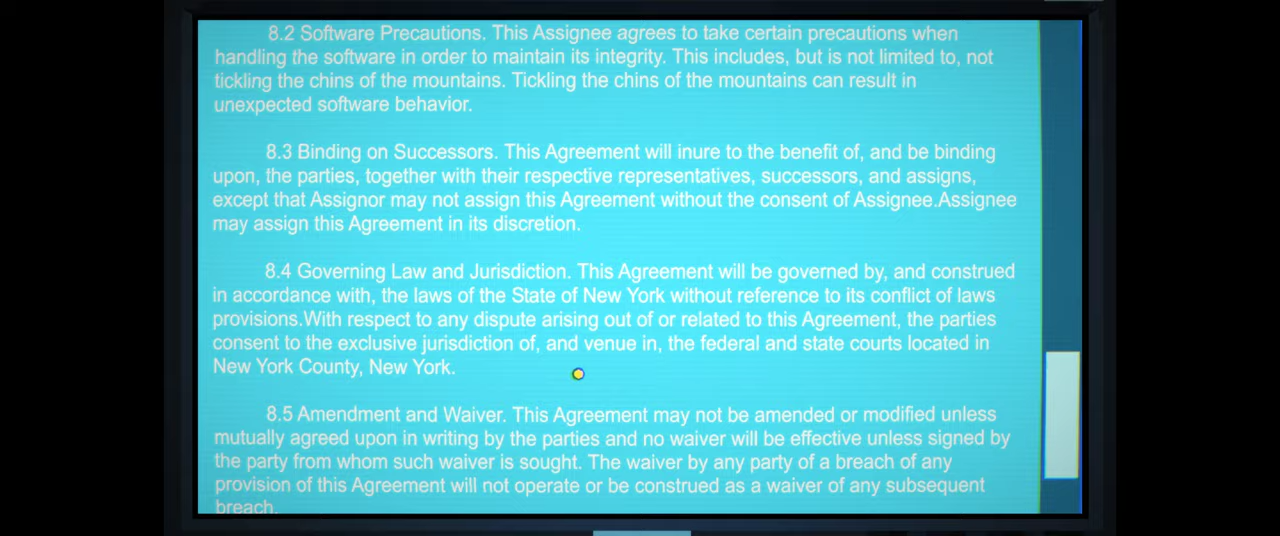 8.2 Software Precautions. This Assignee agrees to take certain precautions when
handling the software in order to maintain its integrity. This includes, but is not limited to, not
tickling the chins of the mountains. Tickling the chins of the mountains can result in
unexpected software behavior.
8.3 Binding on Successors. This Agreement will inure to the benefit of, and be binding
upon, the parties, together with their respective representatives, successors, and assigns,
except that Assignor may not assign this Agreement without the consent of Assignee.Assignee
may assign this Agreement in its discretion.
8.4 Governing Law and Jurisdiction. This Agreement will be governed by, and construed
in accordance with, the laws of the State of New York without reference to its conflict of laws
provisions.With respect to any dispute arising out of or related to this Agreement, the parties
consent to the exclusive jurisdiction of, and venue in, the federal and state courts located in
New York County, New York.
8.5 Amendment and Waiver. This Agreement may not be amended or modified unless
mutually agreed upon in writing by the parties and no waiver will be effective unless signed by
the party from whom such waiver is sought. The waiver by any party of a breach of any
provision of this Agreement will not operate or be construed as a waiver of any subsequent
breach.